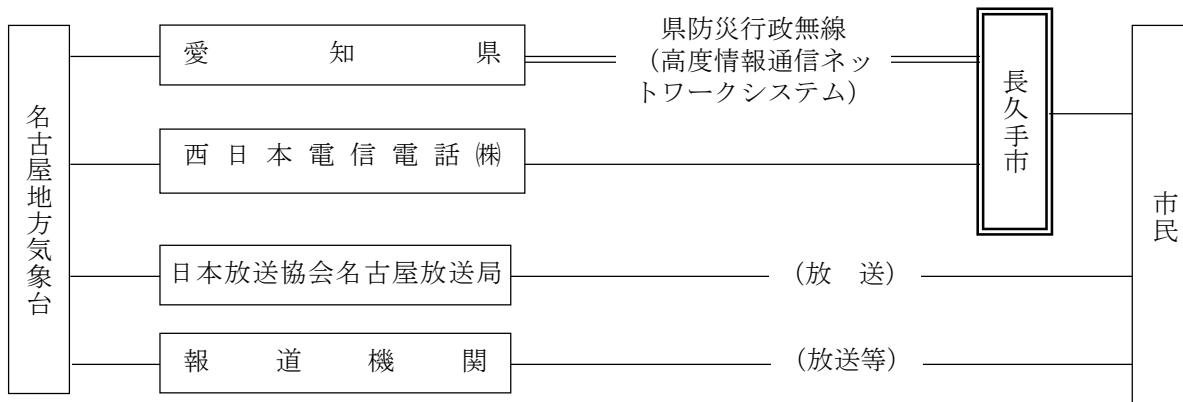 名古屋地方気象台
愛知県
県防災行政無線
（高度情報通信ネッ
トワークシステム）
長久手市
西日本電信電話㈱
市民
日本放送協会名古屋放送局
（放　送）
報道機関
（放送等）